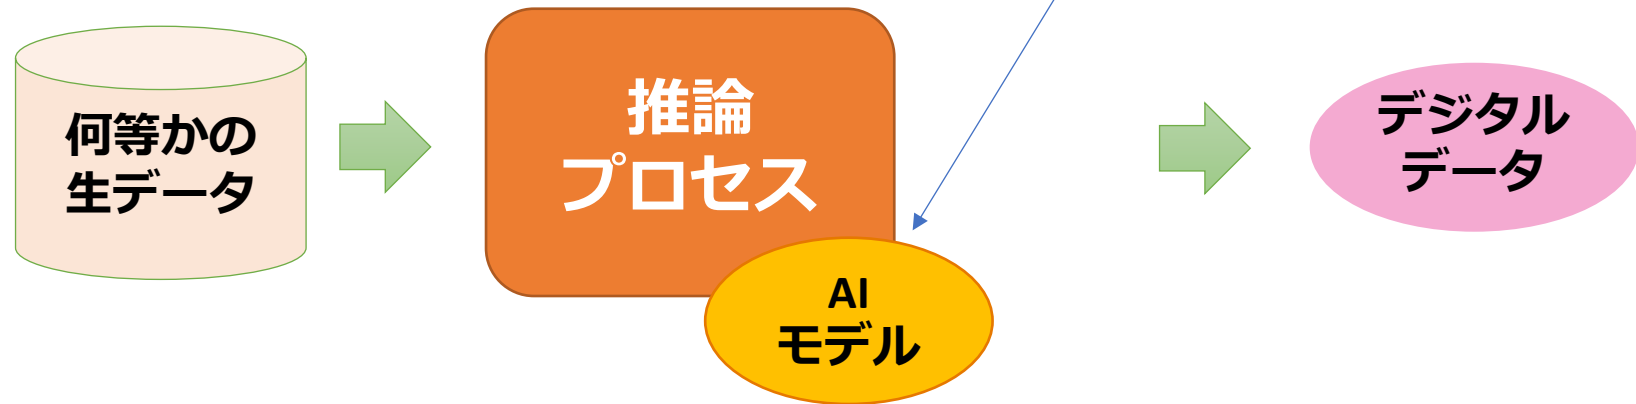 何等かの
生データ
推論
プロセス
AI
モデル
デジタル
データ